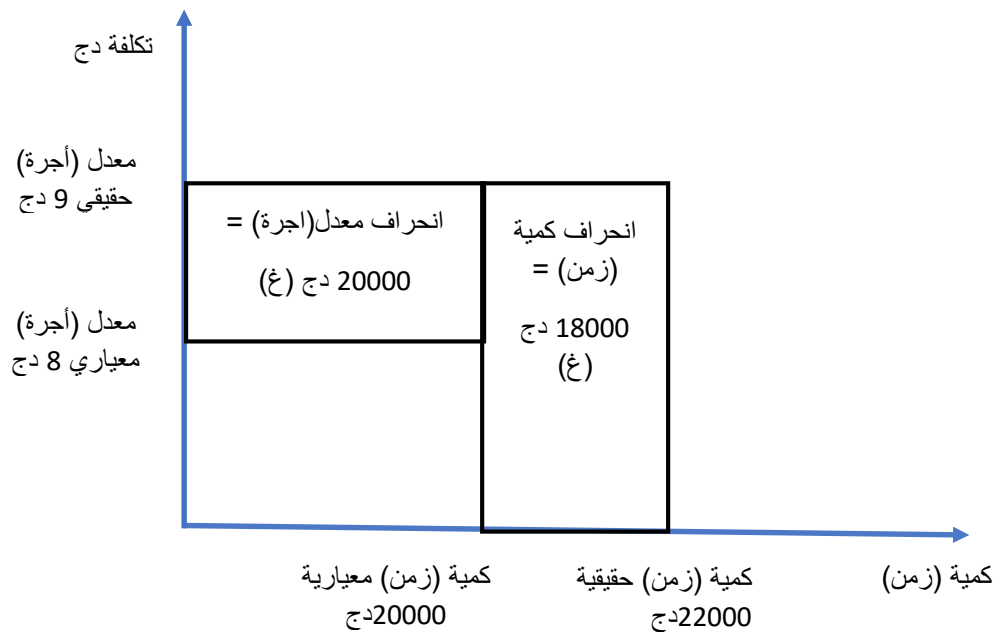 تكلفة دج
معدل (أجرة)
حقيقي 9 دج
انحراف معدل(اجرة) =
20000 دج (غ)
انحراف كمية
(زمن) =
18000 دج
(غ)
معدل (أجرة)
معياري 8 دج
كمية (زمن)
كمية (زمن) حقيقية
22000دج
كمية (زمن) معيارية
20000دج